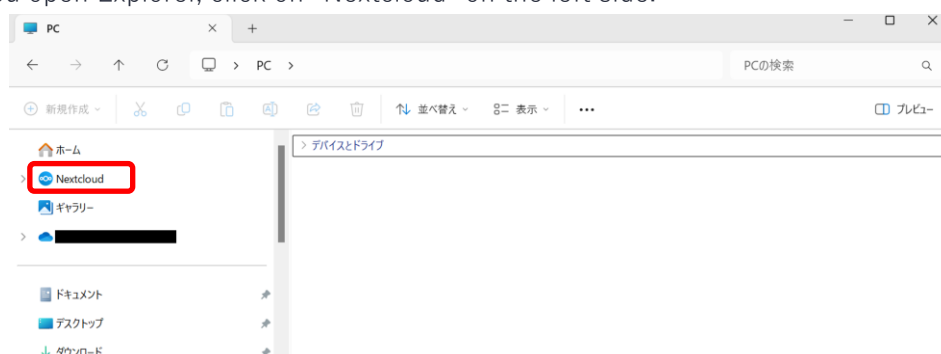 u open Explorer, click on "Nextcloud" on the left side.
PC
PC
PCの検索
新規作成
並べ替え
表示
プレビュー
ホーム
デバイスとドライブ
Nextcloud
ギャラリー
ドキュメント
デスクトップ
ダウンロード